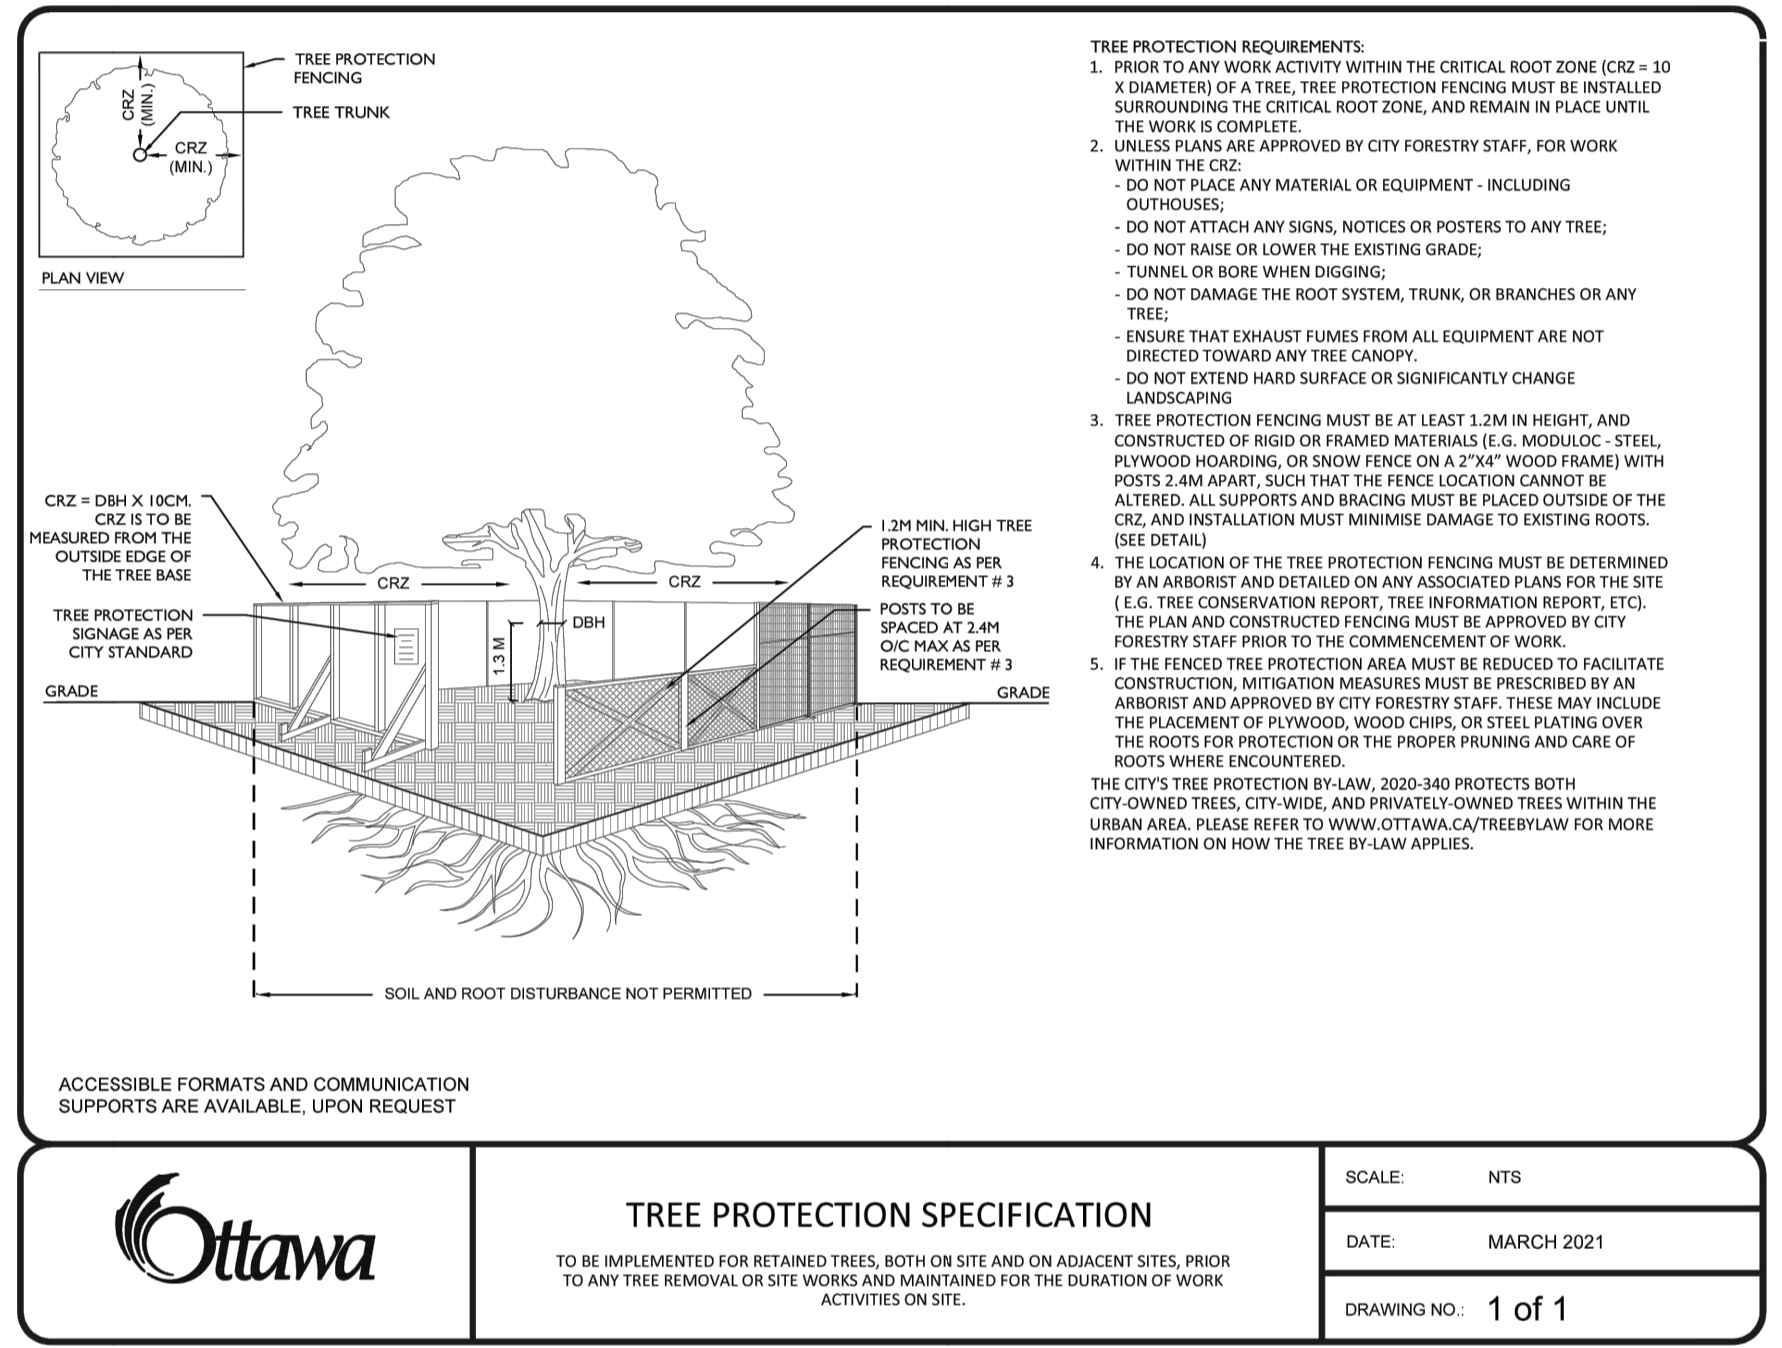 TREE PROTECTION
FENCING
TREE TRUNK
CRZ
(MIN.)
CRZ
(MIN.)
PLAN VIEW
CRZ = DBH X 10CM.
CRZ IS TO BE
MEASURED FROM THE
OUTSIDE EDGE OF
THE TREE BASE
TREE PROTECTION
SIGNAGE AS PER
CITY STANDARD
GRADE
CRZ
CRZ
DBH
1.3 M
1.2M MIN. HIGH TREE
PROTECTION
FENCING AS PER
REQUIREMENT # 3
POSTS TO BE
SPACED AT 2.4M
O/C MAX AS PER
REQUIREMENT # 3
GRADE
SOIL AND ROOT DISTURBANCE NOT PERMITTED
ACCESSIBLE FORMATS AND COMMUNICATION
SUPPORTS ARE AVAILABLE, UPON REQUEST
TREE PROTECTION REQUIREMENTS:
1. PRIOR TO ANY WORK ACTIVITY WITHIN THE CRITICAL ROOT ZONE (CRZ = 10
X DIAMETER) OF A TREE, TREE PROTECTION FENCING MUST BE INSTALLED
SURROUNDING THE CRITICAL ROOT ZONE, AND REMAIN IN PLACE UNTIL
THE WORK IS COMPLETE.
2. UNLESS PLANS ARE APPROVED BY CITY FORESTRY STAFF, FOR WORK
WITHIN THE CRZ:
- DO NOT PLACE ANY MATERIAL OR EQUIPMENT - INCLUDING
OUTHOUSES;
- DO NOT ATTACH ANY SIGNS, NOTICES OR POSTERS TO ANY TREE;
- DO NOT RAISE OR LOWER THE EXISTING GRADE;
- TUNNEL OR BORE WHEN DIGGING;
- DO NOT DAMAGE THE ROOT SYSTEM, TRUNK, OR BRANCHES OR ANY
TREE;
- ENSURE THAT EXHAUST FUMES FROM ALL EQUIPMENT ARE NOT
DIRECTED TOWARD ANY TREE CANOPY.
- DO NOT EXTEND HARD SURFACE OR SIGNIFICANTLY CHANGE
LANDSCAPING
3. TREE PROTECTION FENCING MUST BE AT LEAST 1.2M IN HEIGHT, AND
CONSTRUCTED OF RIGID OR FRAMED MATERIALS (E.G. MODULOC - STEEL,
PLYWOOD HOARDING, OR SNOW FENCE ON A 2”X4” WOOD FRAME) WITH
POSTS 2.4M APART, SUCH THAT THE FENCE LOCATION CANNOT BE
ALTERED. ALL SUPPORTS AND BRACING MUST BE PLACED OUTSIDE OF THE
CRZ, AND INSTALLATION MUST MINIMISE DAMAGE TO EXISTING ROOTS.
(SEE DETAIL)
4. THE LOCATION OF THE TREE PROTECTION FENCING MUST BE DETERMINED
BY AN ARBORIST AND DETAILED ON ANY ASSOCIATED PLANS FOR THE SITE
( E.G. TREE CONSERVATION REPORT, TREE INFORMATION REPORT, ETC).
THE PLAN AND CONSTRUCTED FENCING MUST BE APPROVED BY CITY
FORESTRY STAFF PRIOR TO THE COMMENCEMENT OF WORK.
5. IF THE FENCED TREE PROTECTION AREA MUST BE REDUCED TO FACILITATE
CONSTRUCTION, MITIGATION MEASURES MUST BE PRESCRIBED BY AN
ARBORIST AND APPROVED BY CITY FORESTRY STAFF. THESE MAY INCLUDE
THE PLACEMENT OF PLYWOOD, WOOD CHIPS, OR STEEL PLATING OVER
THE ROOTS FOR PROTECTION OR THE PROPER PRUNING AND CARE OF
ROOTS WHERE ENCOUNTERED.
THE CITY'S TREE PROTECTION BY-LAW, 2020-340 PROTECTS BOTH
CITY-OWNED TREES, CITY-WIDE, AND PRIVATELY-OWNED TREES WITHIN THE
URBAN AREA. PLEASE REFER TO WWW.OTTAWA.CA/TREEBYLAW FOR MORE
INFORMATION ON HOW THE TREE BY-LAW APPLIES.
Ottawa
TREE PROTECTION SPECIFICATION
TO BE IMPLEMENTED FOR RETAINED TREES, BOTH ON SITE AND ON ADJACENT SITES, PRIOR
TO ANY TREE REMOVAL OR SITE WORKS AND MAINTAINED FOR THE DURATION OF WORK
ACTIVITIES ON SITE.
SCALE: NTS
DATE: MARCH 2021
DRAWING NO.: 1 of 1